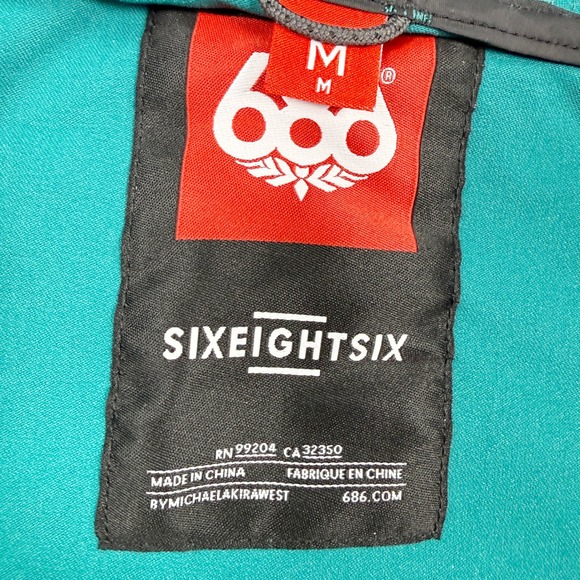 M
M
686®
SIXEIGHTSIX
RN 99204 CA 32350
MADE IN CHINA FABRIQUE EN CHINE
BYMICHAELAKIRAWEST 686.COM